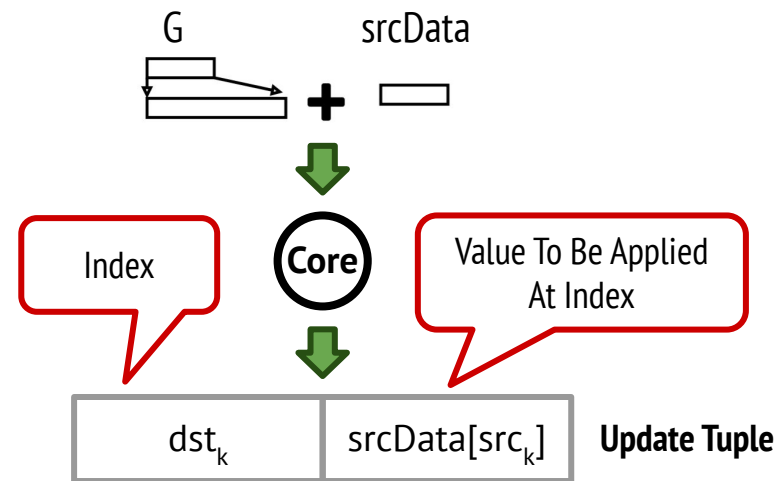 G
srcData
+
Index
Core
Value To Be Applied
At Index
dstₖ
srcData[srcₖ]
Update Tuple